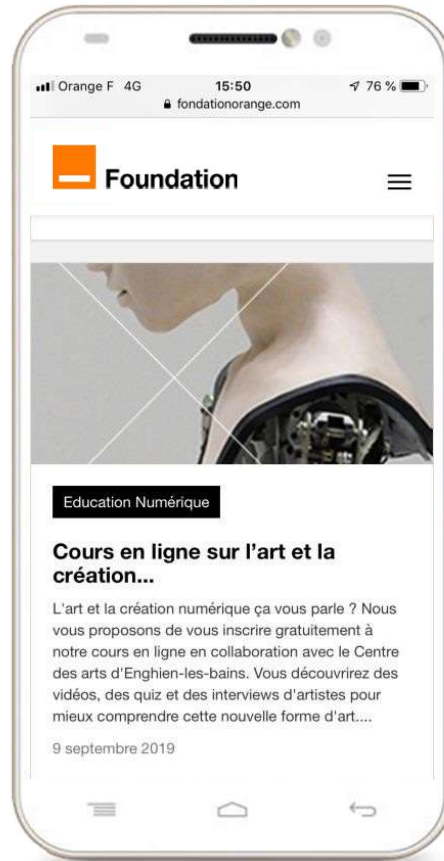 Orange F 4G 15:50 76 %
fondationorange.com
Foundation
Education Numérique
Cours en ligne sur l'art et la
création...
L'art et la création numérique ça vous parle ? Nous
vous proposons de vous inscrire gratuitement à
notre cours en ligne en collaboration avec le Centre
des arts d'Enghien-les-bains. Vous découvrirez des
vidéos, des quiz et des interviews d'artistes pour
mieux comprendre cette nouvelle forme d'art....
9 septembre 2019